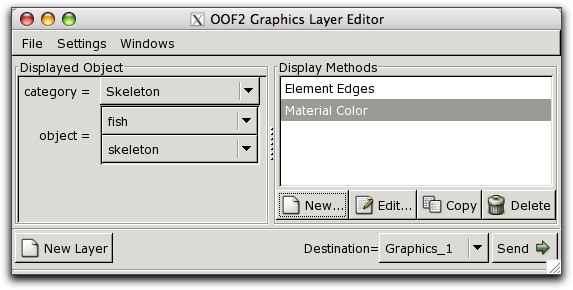 OOF2 Graphics Layer Editor
File Settings Windows
Displayed Object
category = Skeleton
object = fish
skeleton
Display Methods
Element Edges
Material Color
New... Edit... Copy Delete
New Layer Destination= Graphics_1 Send